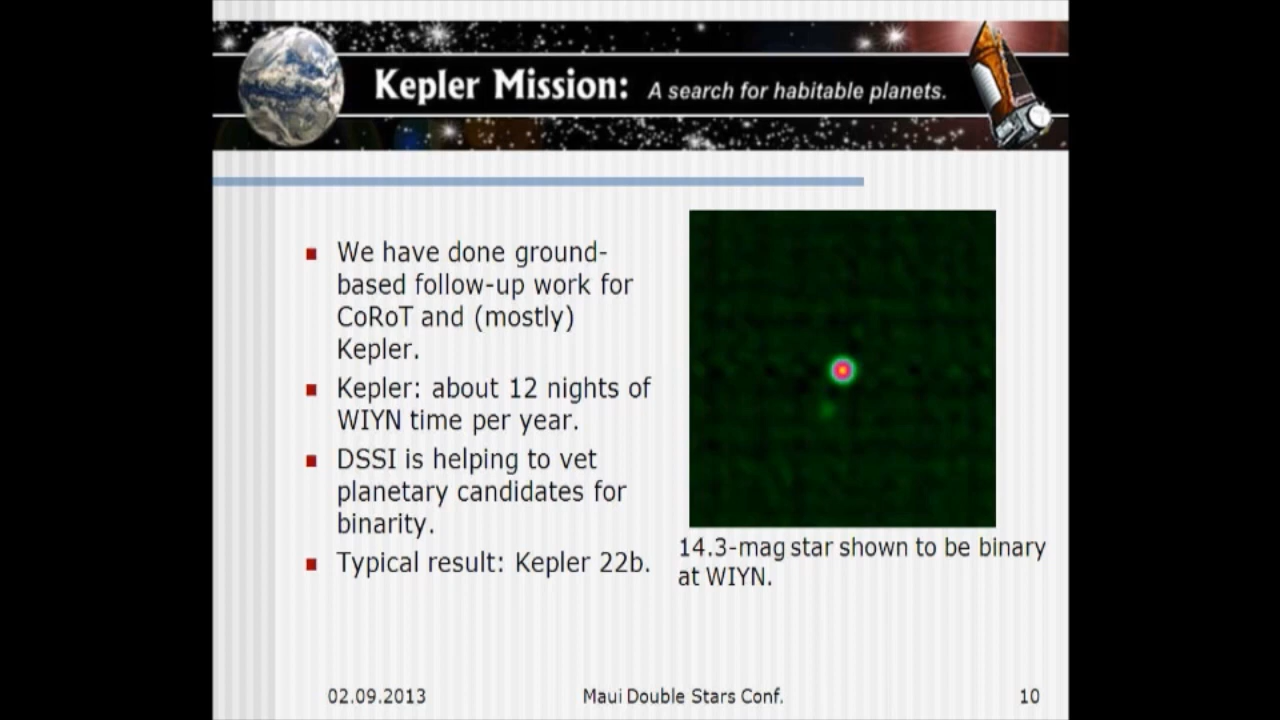 Kepler Mission: A search for habitable planets.
We have done ground-
based follow-up work for
CoRoT and (mostly)
Kepler.
Kepler: about 12 nights of
WIYN time per year.
DSSI is helping to vet
planetary candidates for
binarity.
Typical result: Kepler 22b.
14.3-mag star shown to be binary
at WIYN.
02.09.2013
Maui Double Stars Conf.
10